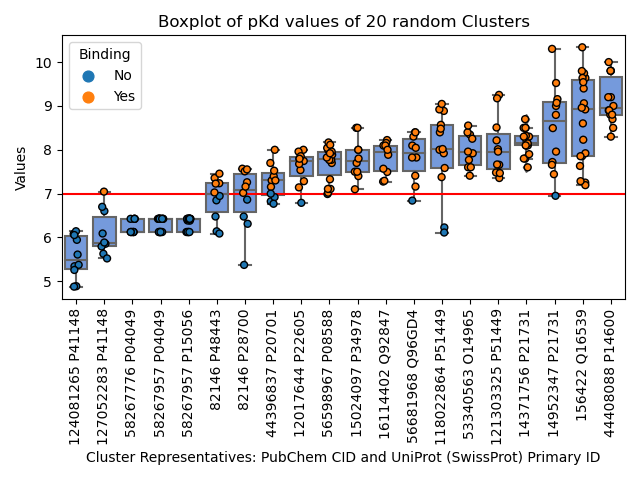 Boxplot of pKd values of 20 random Clusters
Binding
No
Yes
Values
10
9
8
7
6
5
124081265 P41148
127052283 P41148
58267776 P04049
58267957 P04049
58267957 P15056
82146 P48443
82146 P28700
44396837 P20701
12017644 P22605
56598967 P08588
15024097 P34978
16114402 Q92847
56681968 Q96GD4
118022864 P51449
53340563 O14965
121303325 P51449
14371756 P21731
14952347 P21731
156422 Q16539
44408088 P14600
Cluster Representatives: PubChem CID and UniProt (SwissProt) Primary ID